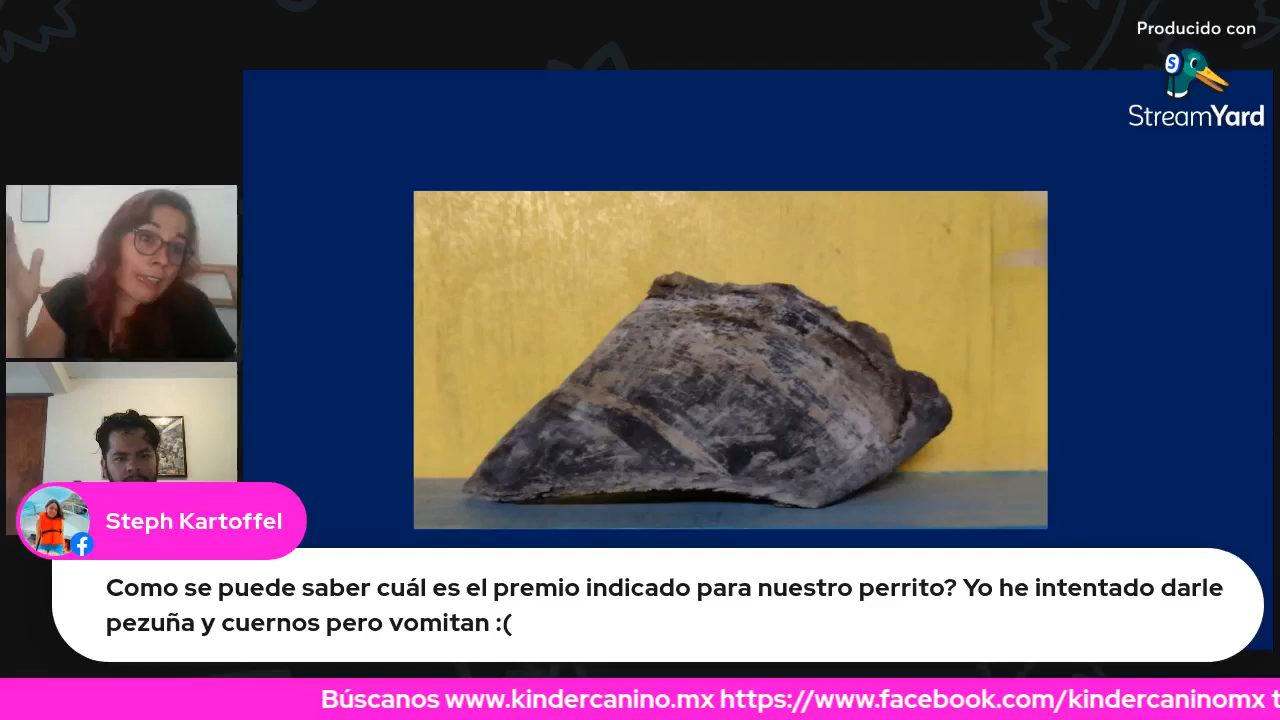 Producido con
StreamYard
Steph Kartoffel
Como se puede saber cuál es el premio indicado para nuestro perrito? Yo he intentado darle
pezuña y cuernos pero vomitan :(
Búscanos www.kindercanino.mx https://www.facebook.com/kindercaninomx